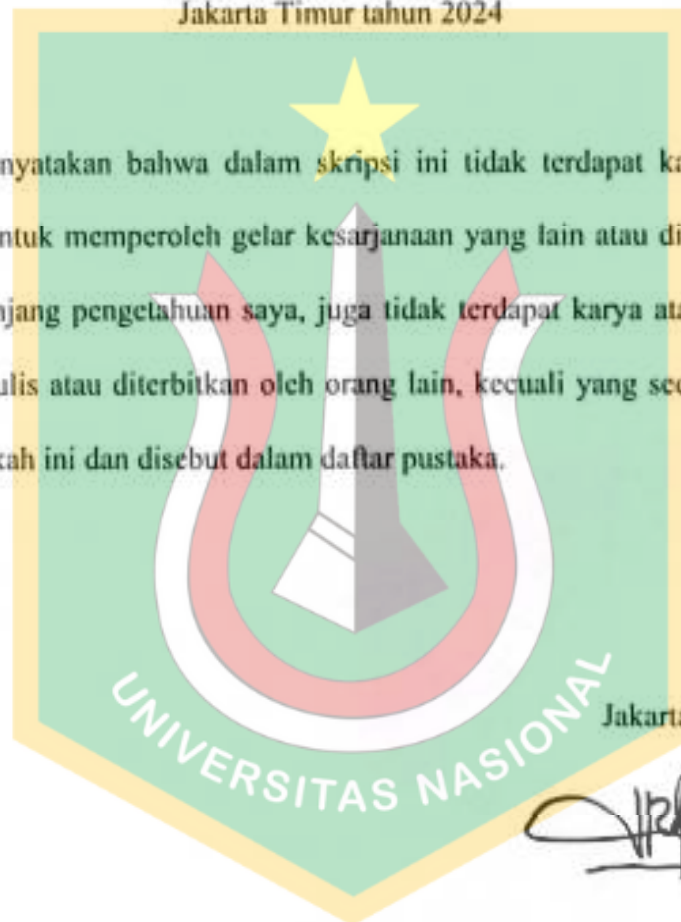 Jakarta Timur tahun 2024
nyatakan bahwa dalam skripsi ini tidak terdapat ka
ntuk memperoleh gelar kesarjanaan yang lain atau di
njang pengetahuan saya, juga tidak terdapat karya ata
ulis atau diterbitkan oleh orang lain, kecuali yang sec
kah ini dan disebut dalam daftar pustaka.
Jakarta
UNIVERSITAS NASIONAL